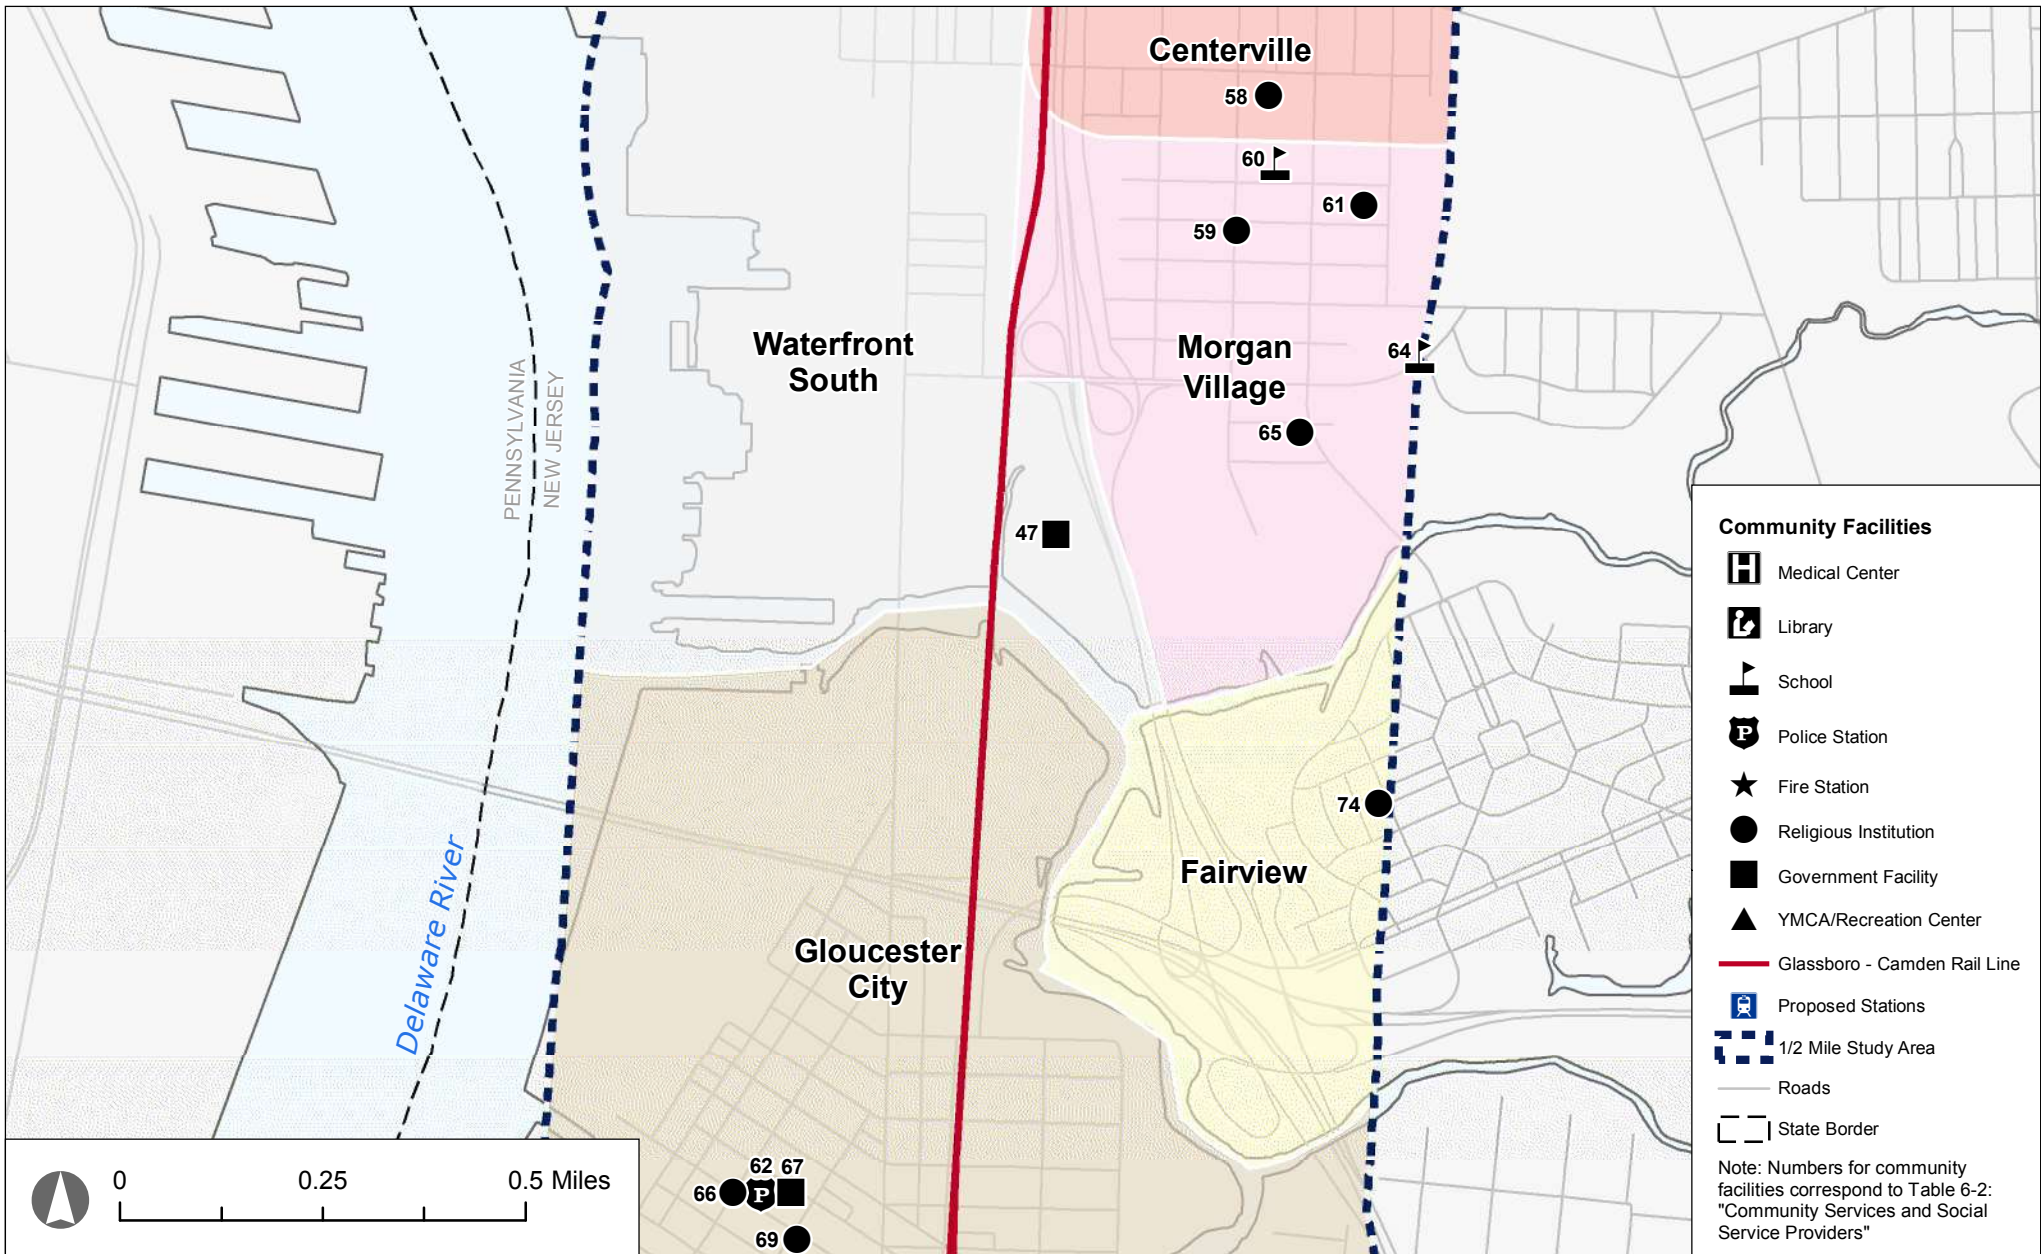 Centerville
58
60
61
59
Waterfront
South
Morgan
Village
64
65
PENNSYLVANIA
NEW JERSEY
47
74
Fairview
Delaware River
Gloucester
City
62 67
66
P
69
0 0.25 0.5 Miles
Community Facilities
H Medical Center
Library
School
P Police Station
Fire Station
Religious Institution
Government Facility
YMCA/Recreation Center
Glassboro - Camden Rail Line
Proposed Stations
1/2 Mile Study Area
Roads
State Border
Note: Numbers for community
facilities correspond to Table 6-2:
"Community Services and Social
Service Providers"